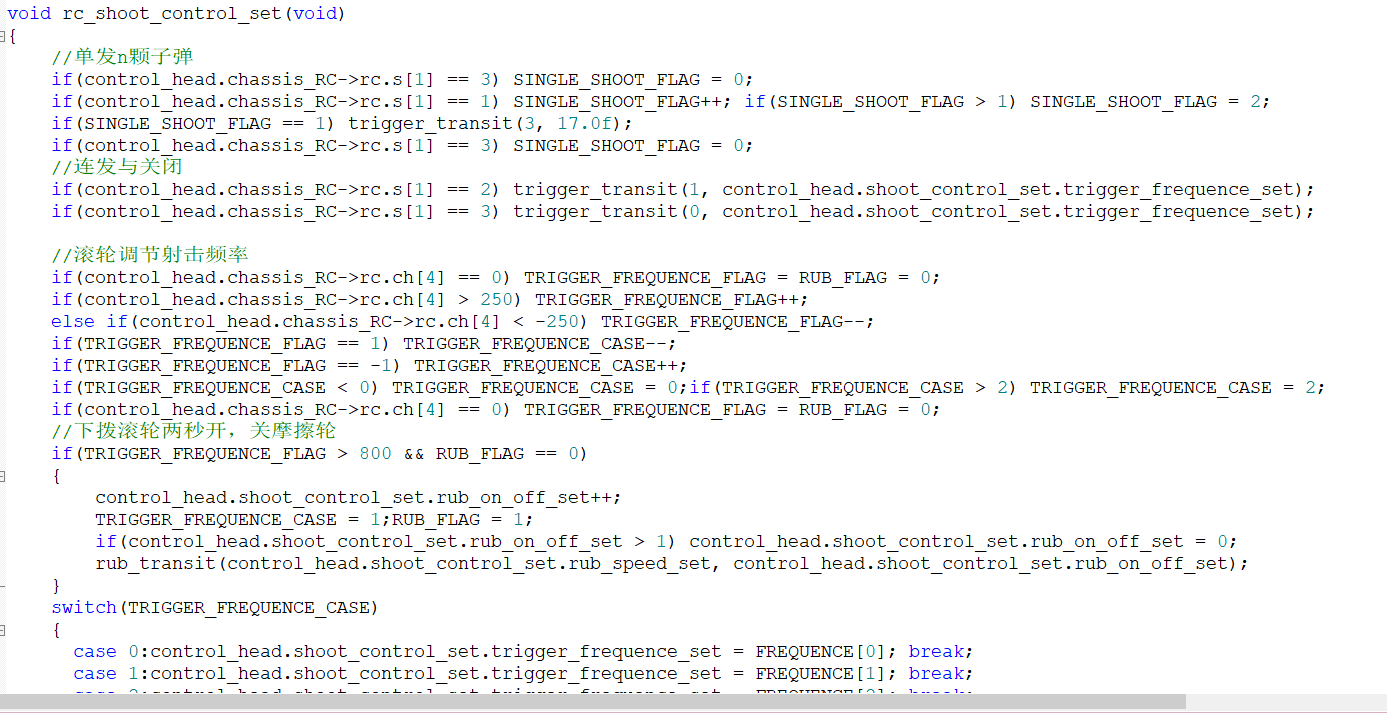 void rc_shoot_control_set(void)
{
//单发n颗子弹
if(control_head.chassis_RC->rc.s[1] == 3) SINGLE_SHOOT_FLAG = 0;
if(control_head.chassis_RC->rc.s[1] == 1) SINGLE_SHOOT_FLAG++; if(SINGLE_SHOOT_FLAG > 1) SINGLE_SHOOT_FLAG = 2;
if(SINGLE_SHOOT_FLAG == 1) trigger_transit(3, 17.0f);
if(control_head.chassis_RC->rc.s[1] == 3) SINGLE_SHOOT_FLAG = 0;
//连发与关闭
if(control_head.chassis_RC->rc.s[1] == 2) trigger_transit(1, control_head.shoot_control_set.trigger_frequence_set);
if(control_head.chassis_RC->rc.s[1] == 3) trigger_transit(0, control_head.shoot_control_set.trigger_frequence_set);
//滚轮调节射击频率
if(control_head.chassis_RC->rc.ch[4] == 0) TRIGGER_FREQUENCE_FLAG = RUB_FLAG = 0;
if(control_head.chassis_RC->rc.ch[4] > 250) TRIGGER_FREQUENCE_FLAG++;
else if(control_head.chassis_RC->rc.ch[4] < -250) TRIGGER_FREQUENCE_FLAG--;
if(TRIGGER_FREQUENCE_FLAG == 1) TRIGGER_FREQUENCE_CASE--;
if(TRIGGER_FREQUENCE_FLAG == -1) TRIGGER_FREQUENCE_CASE++;
if(TRIGGER_FREQUENCE_CASE < 0) TRIGGER_FREQUENCE_CASE = 0;if(TRIGGER_FREQUENCE_CASE > 2) TRIGGER_FREQUENCE_CASE = 2;
if(control_head.chassis_RC->rc.ch[4] == 0) TRIGGER_FREQUENCE_FLAG = RUB_FLAG = 0;
//下拨滚轮两秒开，关摩擦轮
if(TRIGGER_FREQUENCE_FLAG > 800 && RUB_FLAG == 0)
{
control_head.shoot_control_set.rub_on_off_set++;
TRIGGER_FREQUENCE_CASE = 1;RUB_FLAG = 1;
if(control_head.shoot_control_set.rub_on_off_set > 1) control_head.shoot_control_set.rub_on_off_set = 0;
rub_transit(control_head.shoot_control_set.rub_speed_set, control_head.shoot_control_set.rub_on_off_set);
}
switch(TRIGGER_FREQUENCE_CASE)
{
case 0:control_head.shoot_control_set.trigger_frequence_set = FREQUENCE[0]; break;
case 1:control_head.shoot_control_set.trigger_frequence_set = FREQUENCE[1]; break;